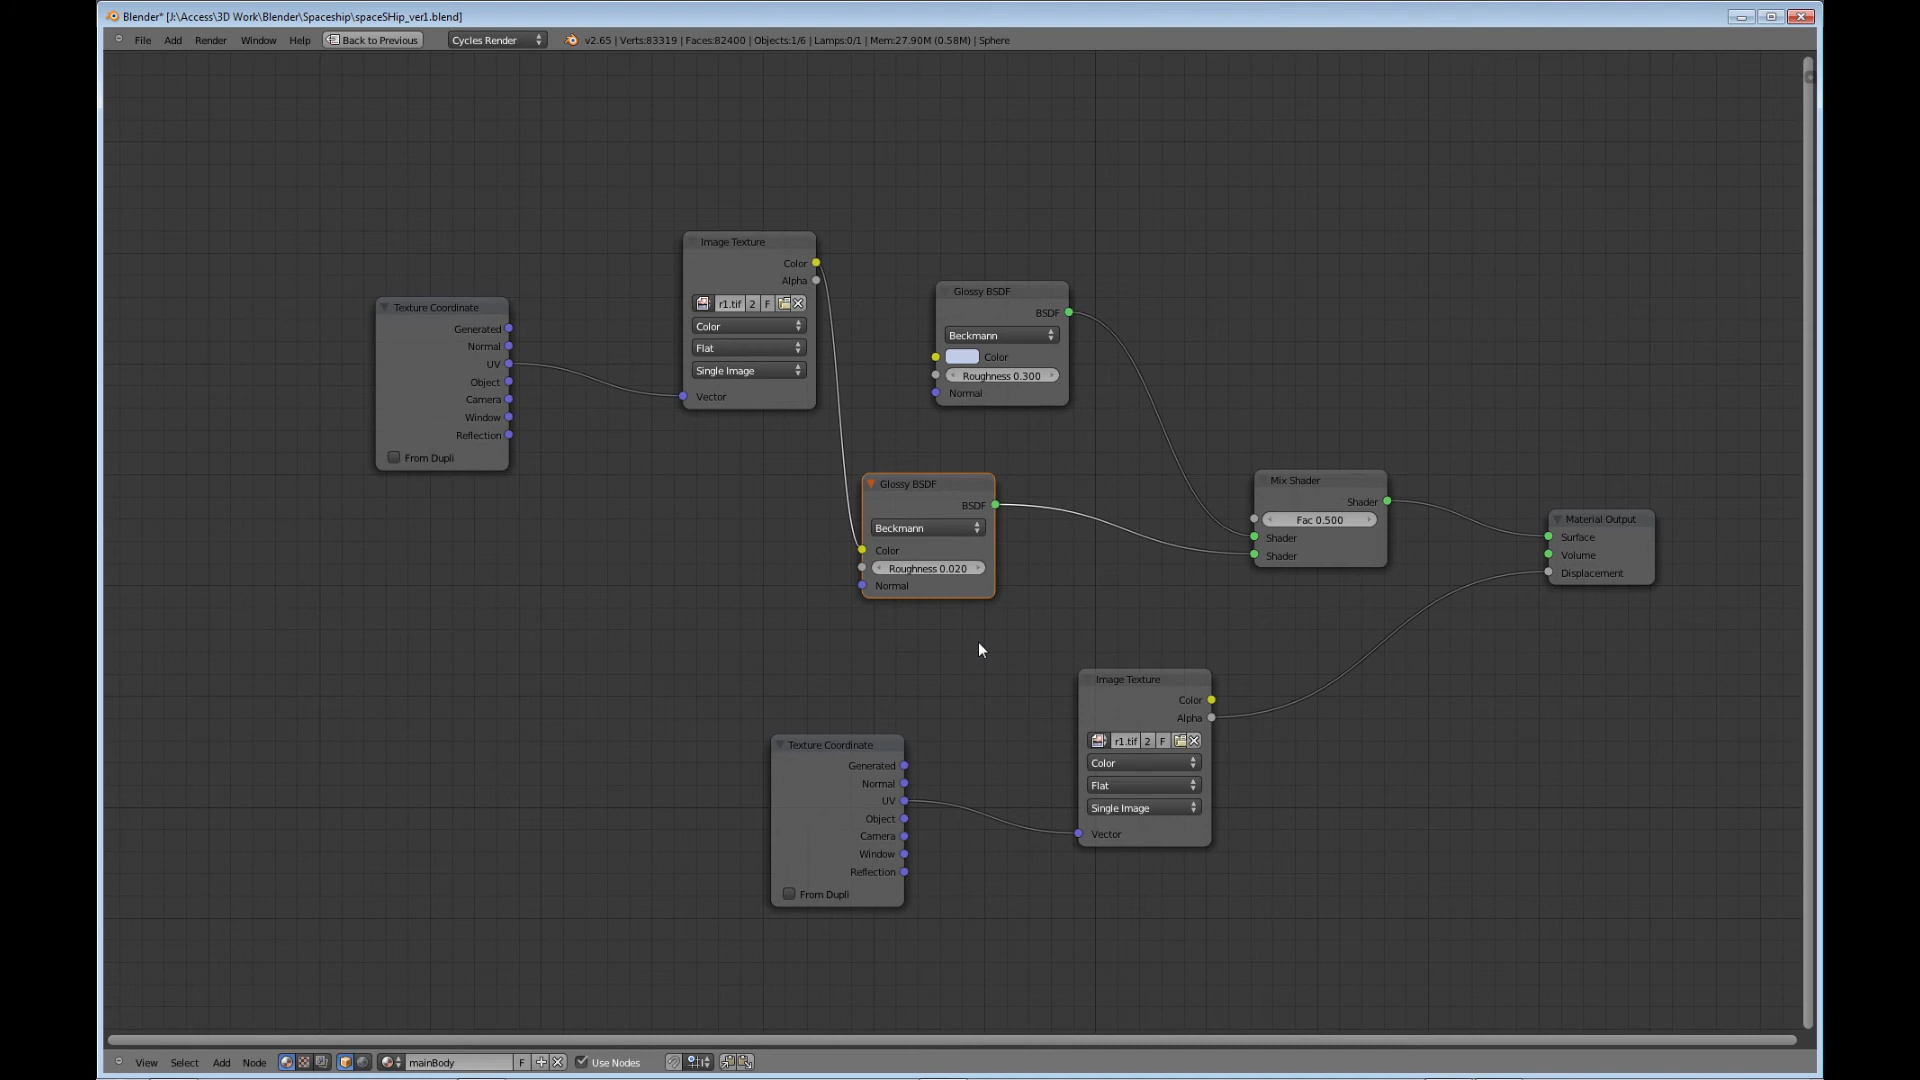 Blender* [J:\Access\3D Work\Blender\Spaceship\spaceSHip_ver1.blend]
File Add Render Window Help Back to Previous Cycles Render v2.65 | Verts:83319 | Faces:82400 | Objects:1/6 | Lamps:0/1 | Mem:27.90M (0.58M) | Sphere
Image Texture
Color
Alpha
r1.tif 2 F
Color
Flat
Single Image
Vector
Texture Coordinate
Generated
Normal
UV
Object
Camera
Window
Reflection
From Dupli
Glossy BSDF
BSDF
Beckmann
Color
Roughness 0.300
Normal
Glossy BSDF
BSDF
Beckmann
Color
Roughness 0.020
Normal
Mix Shader
Shader
Fac 0.500
Shader
Shader
Material Output
Surface
Volume
Displacement
Image Texture
Color
Alpha
r1.tif 2 F
Color
Flat
Single Image
Vector
Texture Coordinate
Generated
Normal
UV
Object
Camera
Window
Reflection
From Dupli
View Select Add Node mainBody F Use Nodes